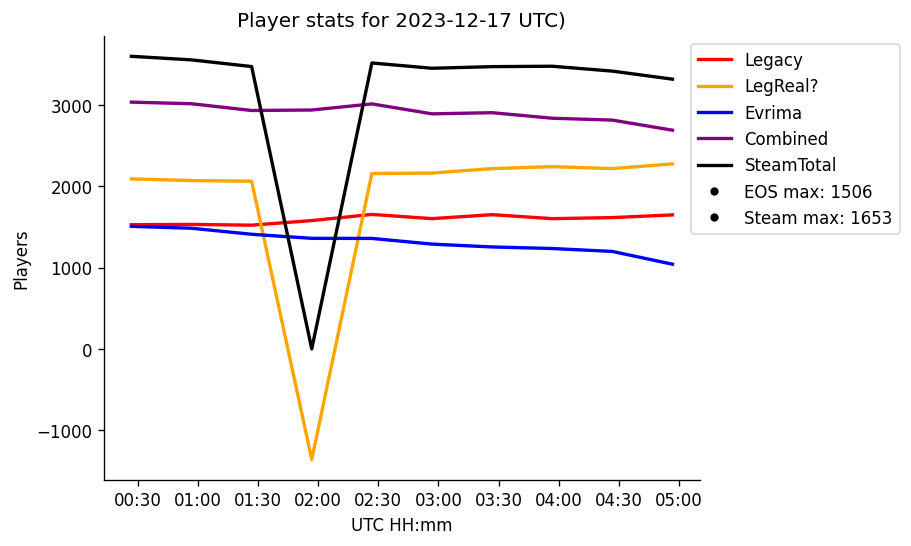 Player stats for 2023-12-17 UTC)
Legacy
LegReal?
Evrima
Combined
SteamTotal
EOS max: 1506
Steam max: 1653
Players
3000
2000
1000
0
−1000
00:30 01:00 01:30 02:00 02:30 03:00 03:30 04:00 04:30 05:00
UTC HH:mm